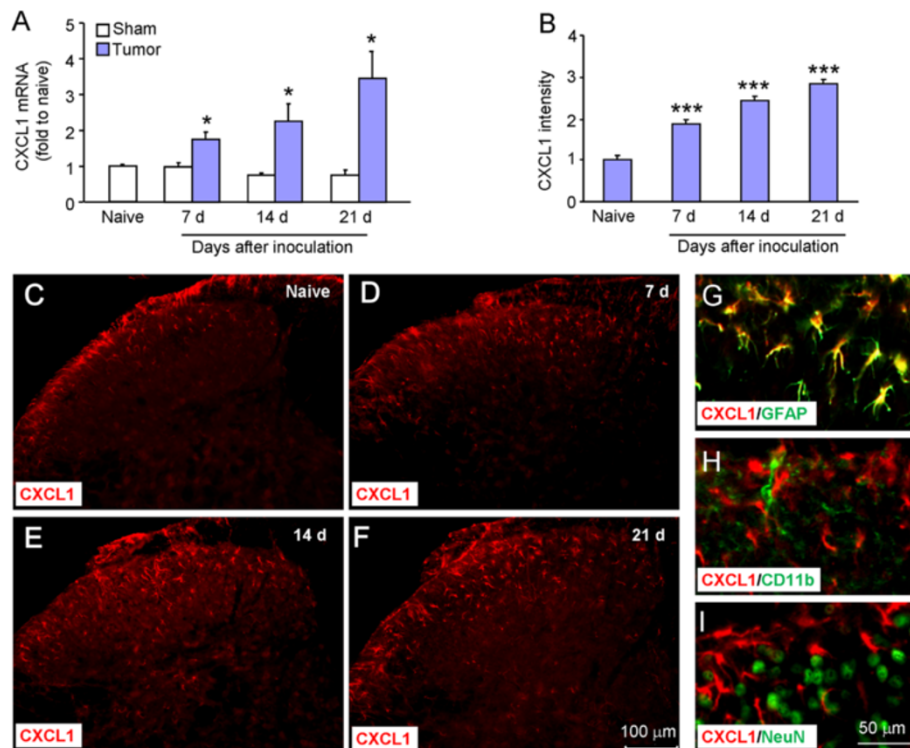 A
Sham
Tumor
CXCL1 mRNA
(fold to naive)
5
4
3
2
1
0
*
*
*
Naive
7 d
14 d
21 d
Days after inoculation
B
CXCL1 intensity
4
3
2
1
0
***
***
***
Naive
7 d
14 d
21 d
Days after inoculation
C
Naive
CXCL1
D
7 d
CXCL1
E
14 d
CXCL1
F
21 d
CXCL1
100 μm
G
CXCL1/GFAP
H
CXCL1/CD11b
I
CXCL1/NeuN
50 μm